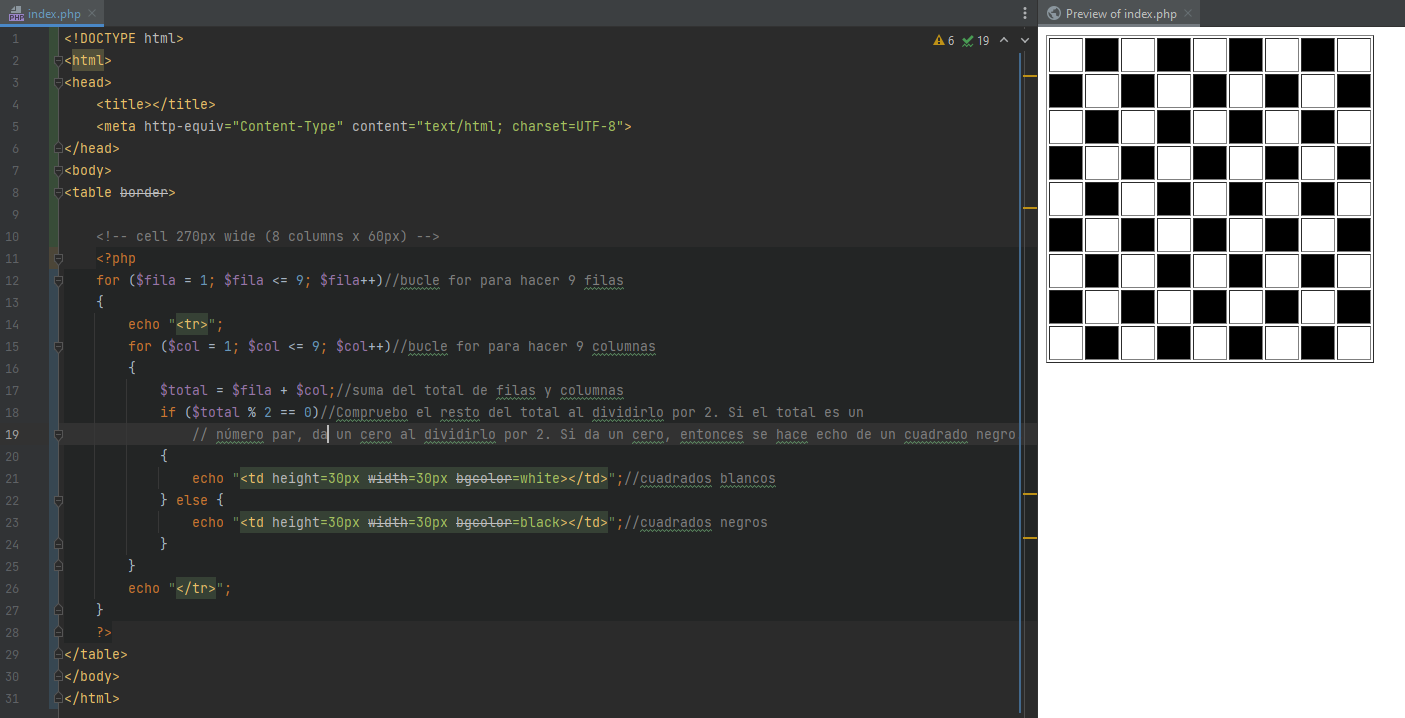 index.php
Preview of index.php
6 19
1 <!DOCTYPE html>
2 <html>
3 <head>
4     <title></title>
5     <meta http-equiv="Content-Type" content="text/html; charset=UTF-8">
6 </head>
7 <body>
8 <table border>
9
10     <!-- cell 270px wide (8 columns x 60px) -->
11     <?php
12     for ($fila = 1; $fila <= 9; $fila++)//bucle for para hacer 9 filas
13     {
14         echo "<tr>";
15         for ($col = 1; $col <= 9; $col++)//bucle for para hacer 9 columnas
16         {
17             $total = $fila + $col;//suma del total de filas y columnas
18             if ($total % 2 == 0)//Compruebo el resto del total al dividirlo por 2. Si el total es un
19                 // número par, da un cero al dividirlo por 2. Si da un cero, entonces se hace echo de un cuadrado negro
20             {
21                 echo "<td height=30px width=30px bgcolor=white></td>";//cuadrados blancos
22             } else {
23                 echo "<td height=30px width=30px bgcolor=black></td>";//cuadrados negros
24             }
25         }
26         echo "</tr>";
27     }
28     ?>
29 </table>
30 </body>
31 </html>